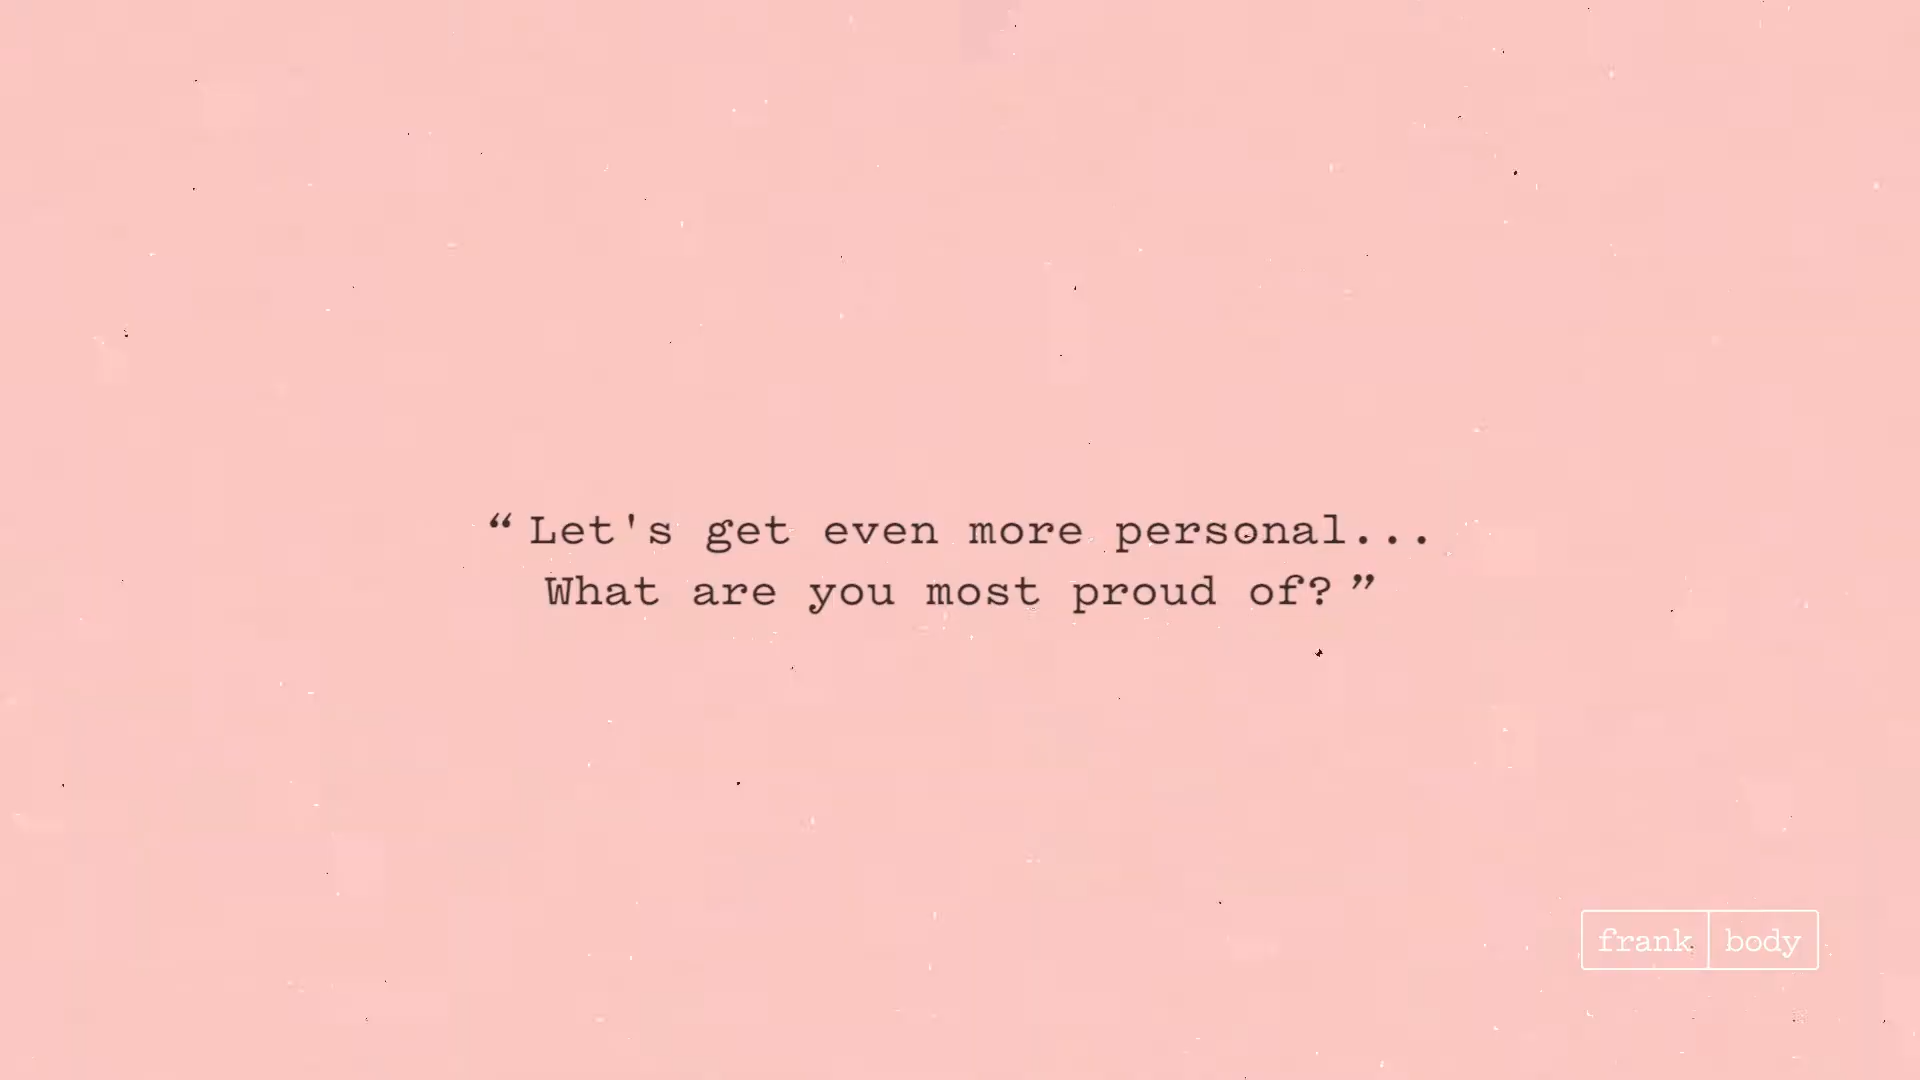 “Let's get even more personal...
What are you most proud of?”
frank body